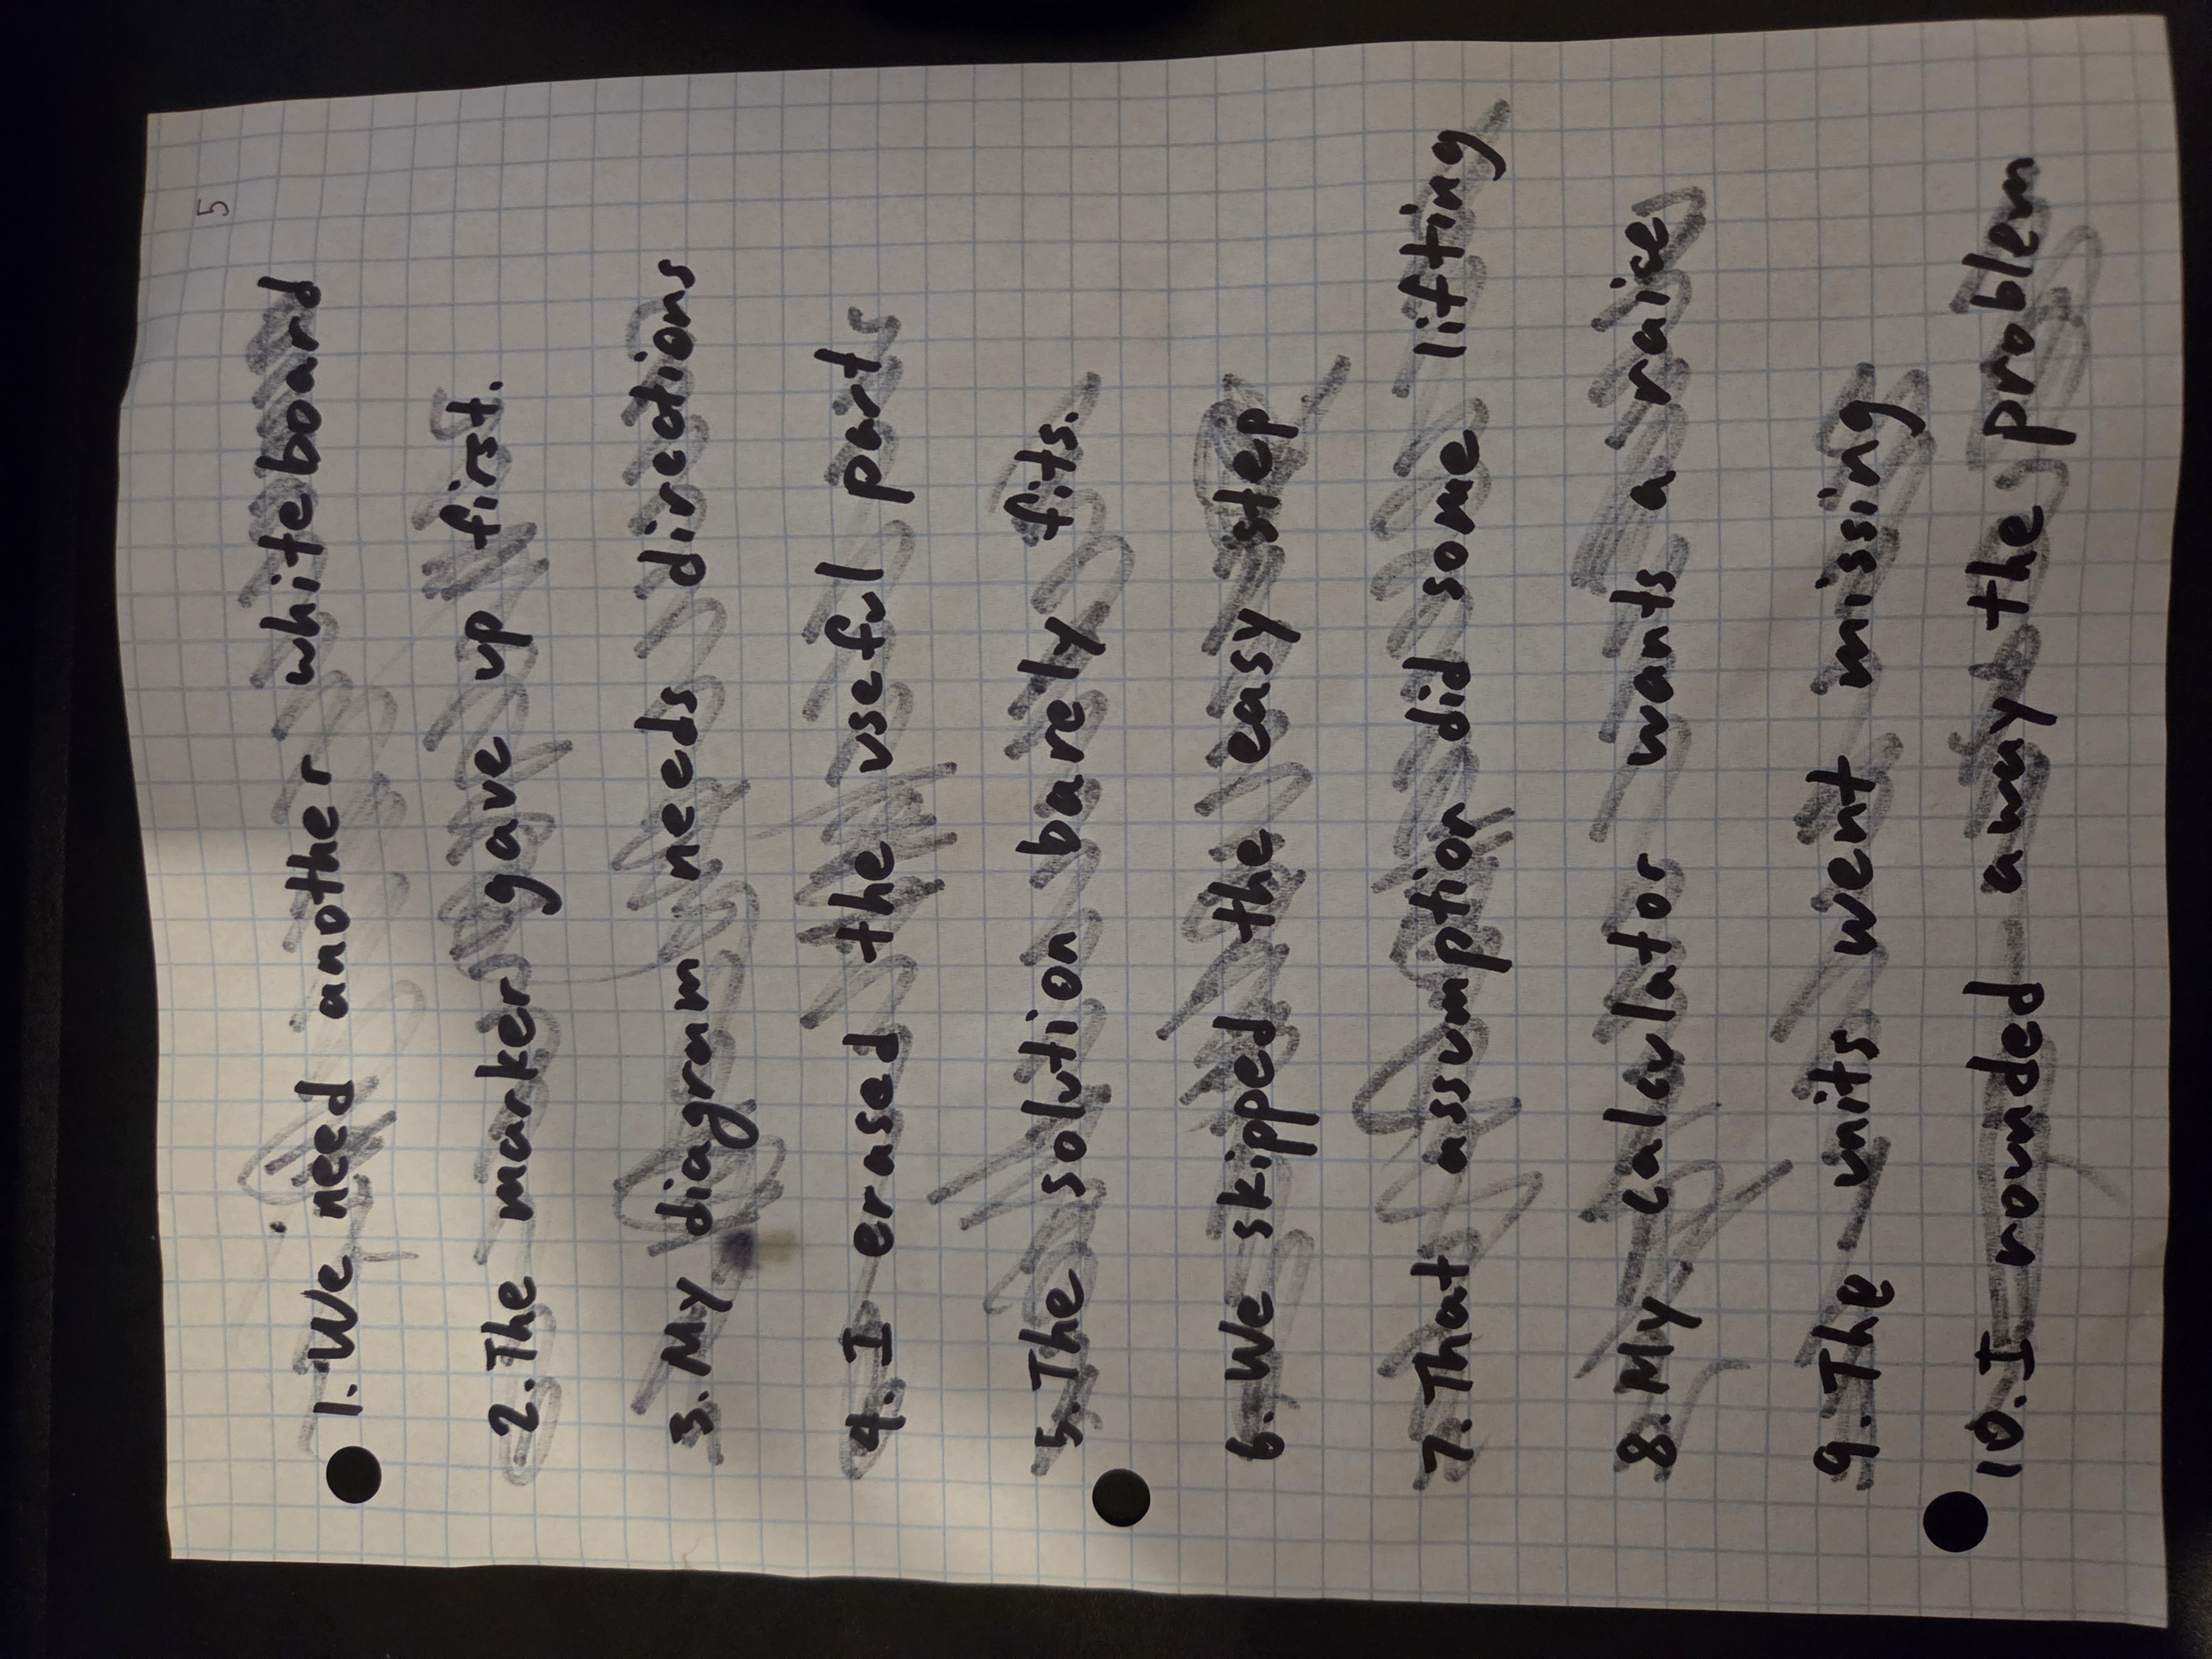 5
1. We need another whiteboard
2. The marker gave up first.
3. My diagram needs directions
4. I erased the useful parts
5. The solution barely fits.
6. We skipped the easy step
7. That assumption did some lifting
8. My calculator wants a raise
9. The units went missing
10. I rounded away the problem